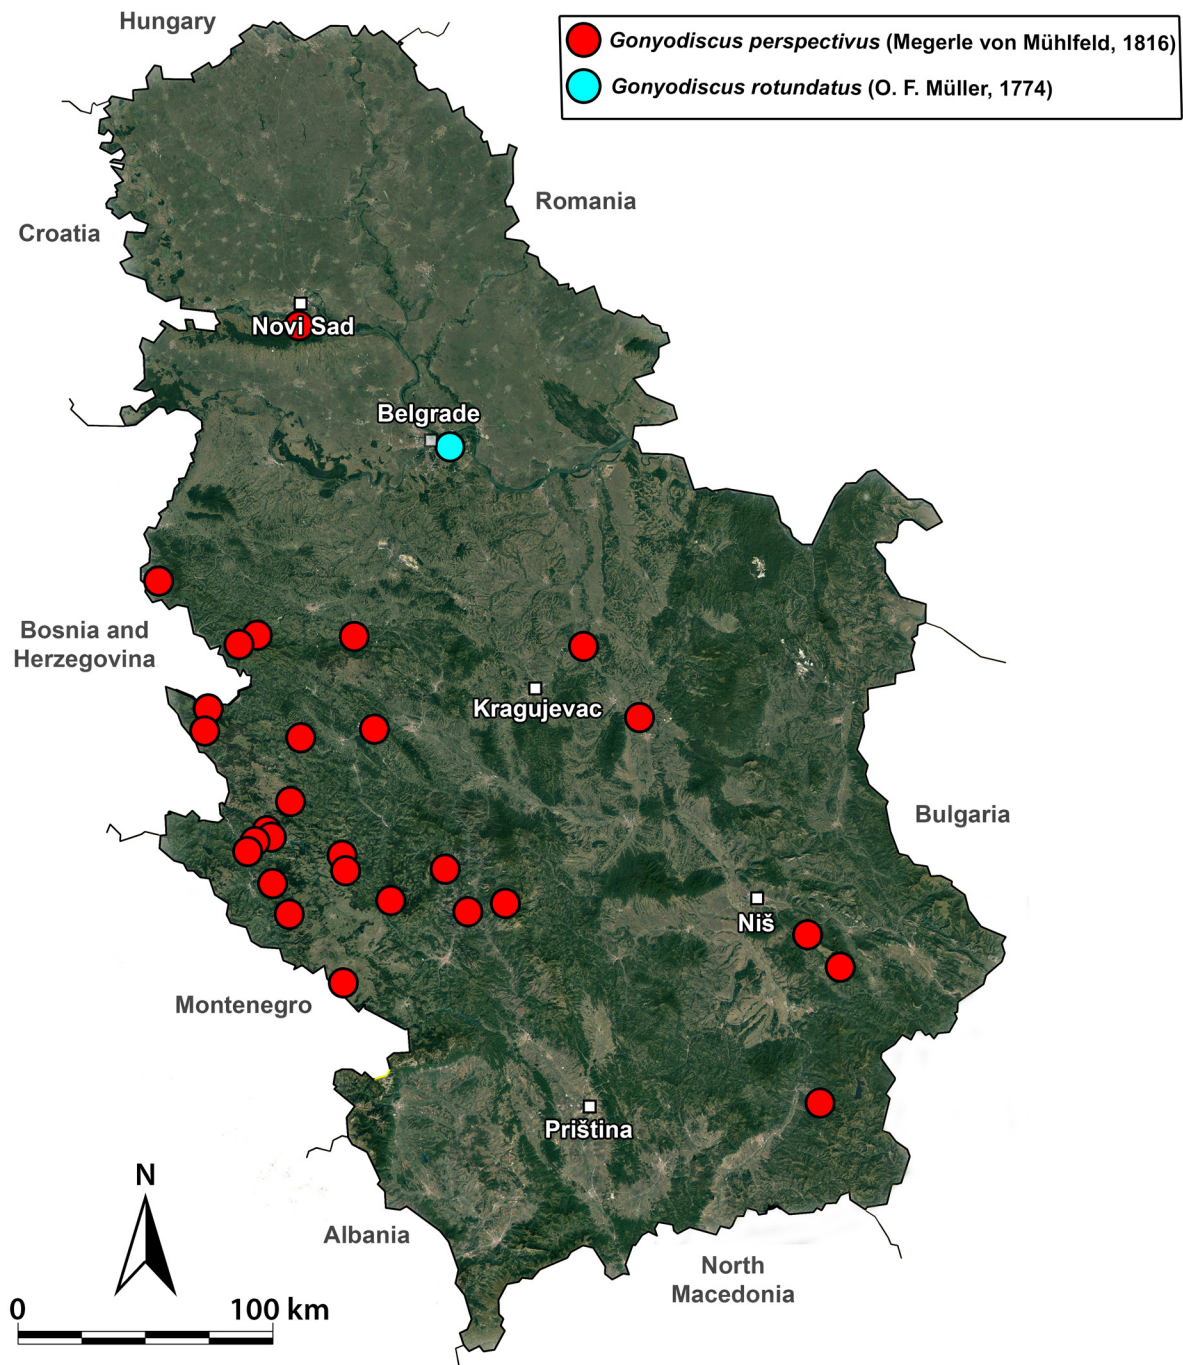 Hungary
Gonyodiscus perspectivus (Megerle von Mühlfeld, 1816)
Gonyodiscus rotundatus (O. F. Müller, 1774)
Romania
Croatia
Novi Sad
Belgrade
Bosnia and
Herzegovina
Kragujevac
Bulgaria
Niš
Montenegro
Priština
N
Albania
North
Macedonia
0 100 km